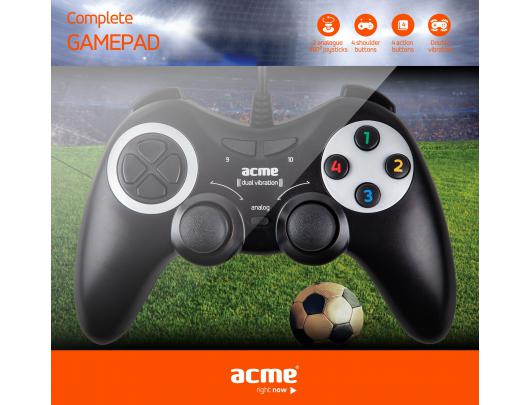 Complete
GAMEPAD
2 analogue
360° joysticks
4 shoulder
buttons
4
4 action
buttons
Double
vibration
9
10
acme
dual vibration
analog
1
4
2
3
acme
right now